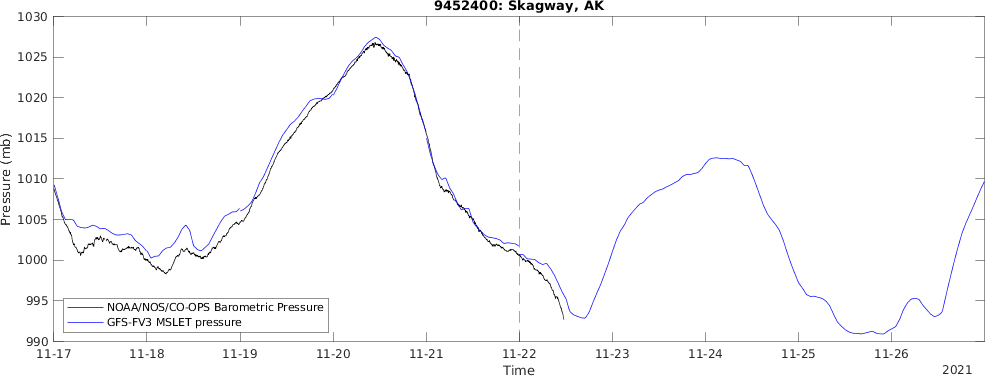 9452400: Skagway, AK
Pressure (mb)
1030
1025
1020
1015
1010
1005
1000
995
990
NOAA/NOS/CO-OPS Barometric Pressure
GFS-FV3 MSLET pressure
11-17 11-18 11-19 11-20 11-21 11-22 11-23 11-24 11-25 11-26
Time
2021